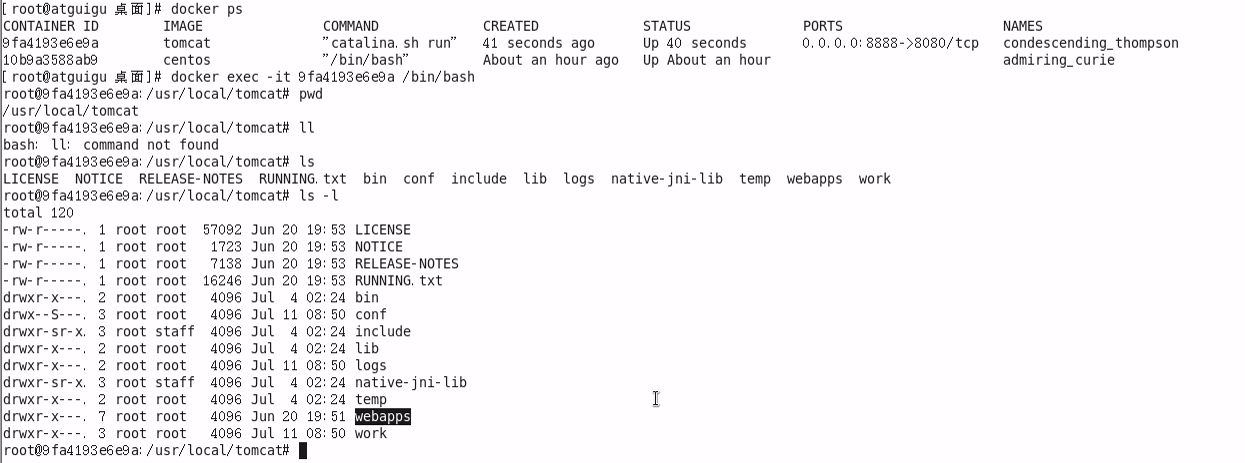 [root@atguigu 桌面]# docker ps
CONTAINER ID        IMAGE               COMMAND             CREATED             STATUS              PORTS                    NAMES
9fa4193e6e9a        tomcat              "catalina.sh run"   41 seconds ago      Up 40 seconds       0.0.0.0:8888->8080/tcp   condescending_thompson
10b9a3588ab9        centos              "/bin/bash"         About an hour ago   Up About an hour                             admiring_curie
[root@atguigu 桌面]# docker exec -it 9fa4193e6e9a /bin/bash
root@9fa4193e6e9a:/usr/local/tomcat# pwd
/usr/local/tomcat
root@9fa4193e6e9a:/usr/local/tomcat# ll
bash: ll: command not found
root@9fa4193e6e9a:/usr/local/tomcat# ls
LICENSE  NOTICE  RELEASE-NOTES  RUNNING.txt  bin  conf  include  lib  logs  native-jni-lib  temp  webapps  work
root@9fa4193e6e9a:/usr/local/tomcat# ls -l
total 120
-rw-r-----. 1 root root  57092 Jun 20 19:53 LICENSE
-rw-r-----. 1 root root   1723 Jun 20 19:53 NOTICE
-rw-r-----. 1 root root   7138 Jun 20 19:53 RELEASE-NOTES
-rw-r-----. 1 root root  16246 Jun 20 19:53 RUNNING.txt
drwxr-x---. 2 root root   4096 Jul  4 02:24 bin
drwx--S---. 3 root root   4096 Jul 11 08:50 conf
drwxr-sr-x. 3 root staff  4096 Jul  4 02:24 include
drwxr-x---. 2 root root   4096 Jul  4 02:24 lib
drwxr-x---. 2 root root   4096 Jul 11 08:50 logs
drwxr-sr-x. 3 root staff  4096 Jul  4 02:24 native-jni-lib
drwxr-x---. 2 root root   4096 Jul  4 02:24 temp
drwxr-x---. 7 root root   4096 Jun 20 19:51 webapps
drwxr-x---. 3 root root   4096 Jul 11 08:50 work
root@9fa4193e6e9a:/usr/local/tomcat#